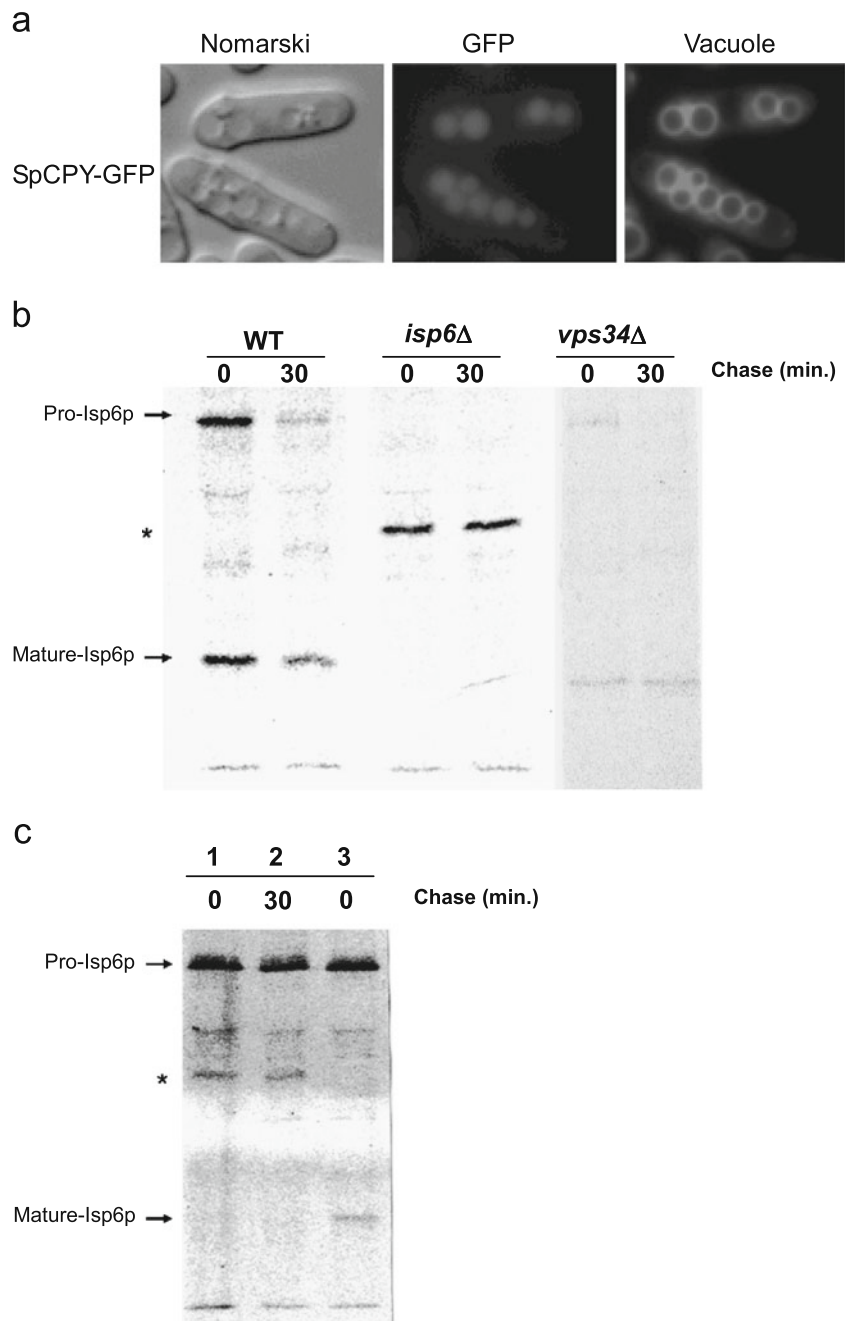 a
Nomarski GFP Vacuole
SpCPY-GFP
b
WT isp6Δ vps34Δ
0 30 0 30 0 30 Chase (min.)
Pro-Isp6p
*
Mature-Isp6p
c
1 2 3
0 30 0 Chase (min.)
Pro-Isp6p
*
Mature-Isp6p